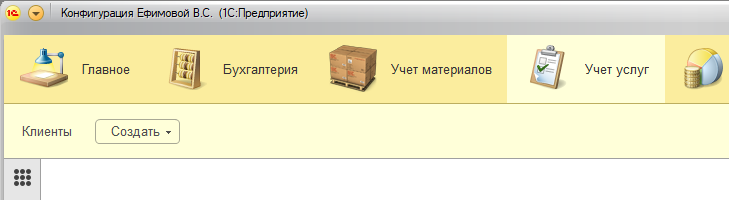 1С Конфигурация Ефимовой В.С. (1С:Предприятие)
Главное Бухгалтерия Учет материалов Учет услуг
Клиенты Создать